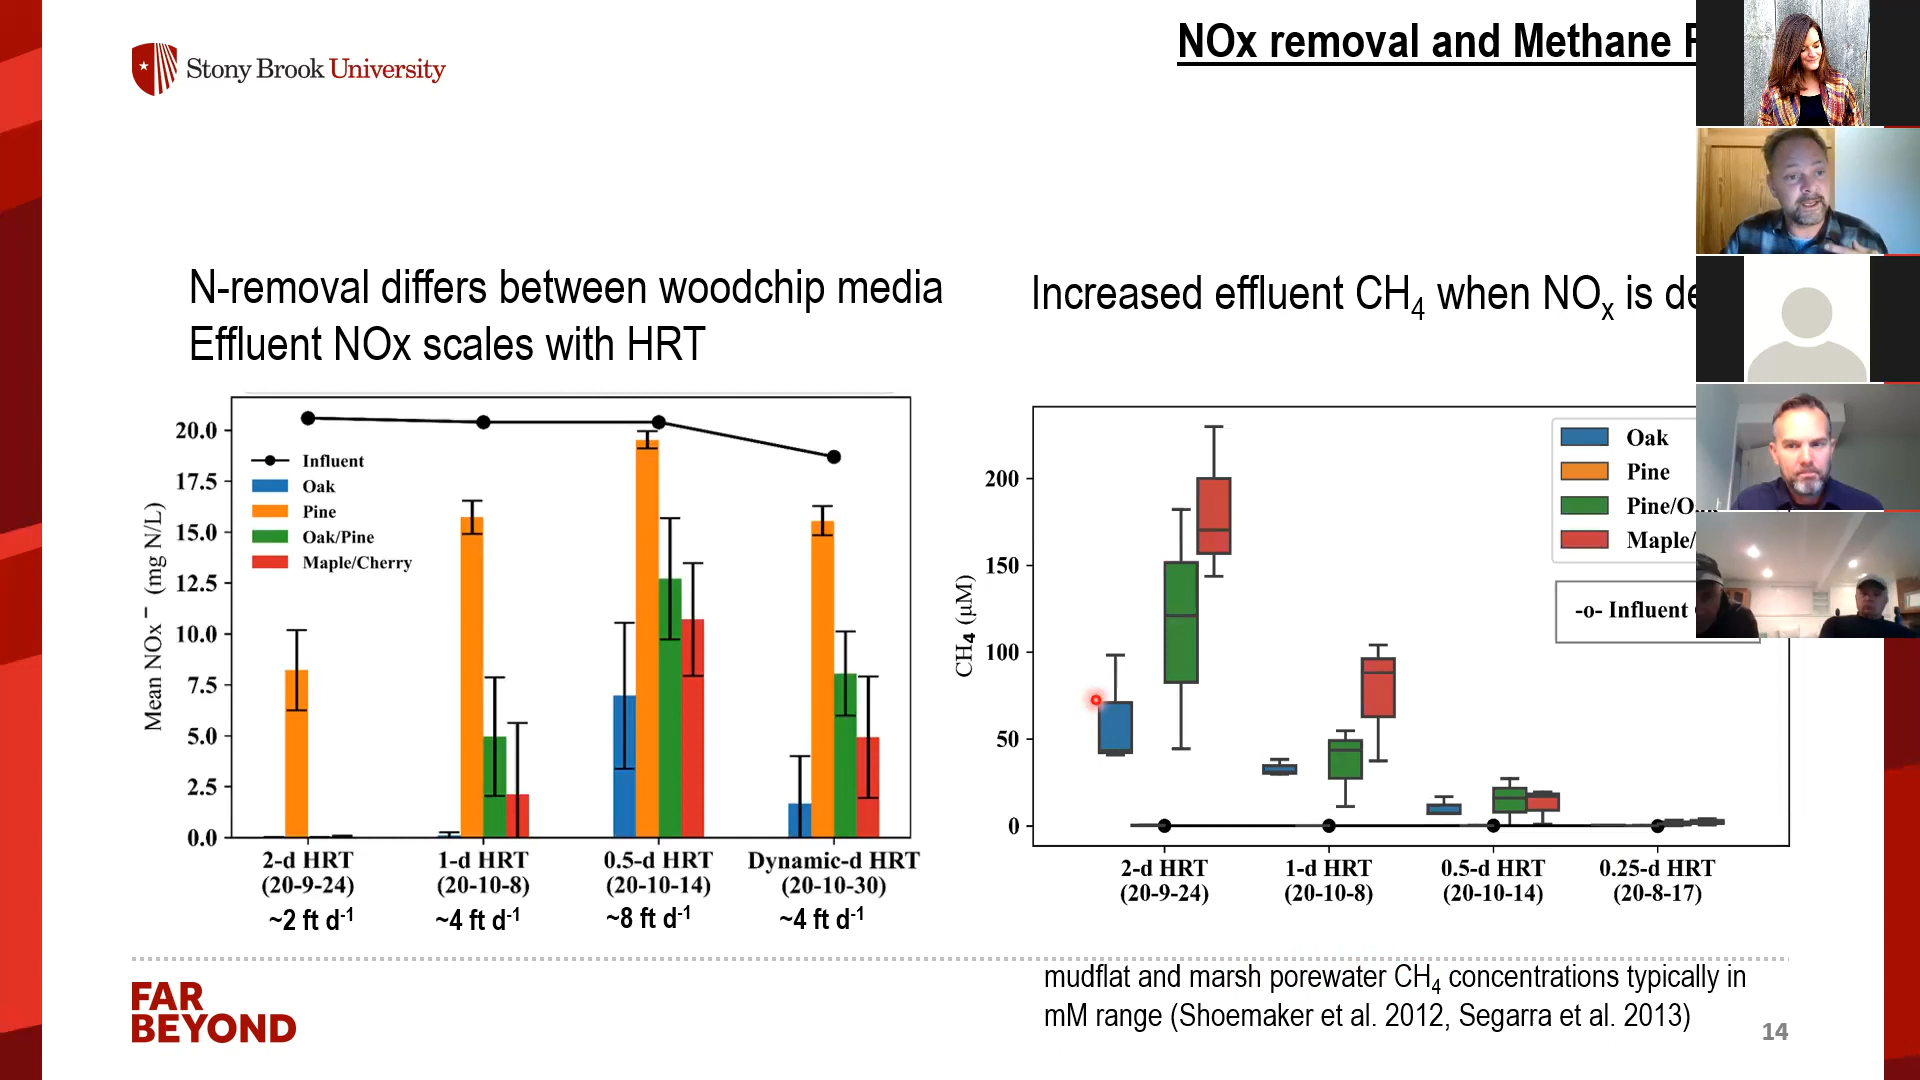 Stony Brook University
NOx removal and Methane
N-removal differs between woodchip media
Effluent NOx scales with HRT
Increased effluent CH4 when NOx is de
Mean NOx⁻ (mg N/L)
20.0
17.5
15.0
12.5
10.0
7.5
5.0
2.5
0.0
Influent
Oak
Pine
Oak/Pine
Maple/Cherry
2-d HRT
(20-9-24)
~2 ft d-1
1-d HRT
(20-10-8)
~4 ft d-1
0.5-d HRT
(20-10-14)
~8 ft d-1
Dynamic-d HRT
(20-10-30)
~4 ft d-1
CH4 (µM)
200
150
100
50
0
Oak
Pine
Pine/O
Maple/
-o- Influent
2-d HRT
(20-9-24)
1-d HRT
(20-10-8)
0.5-d HRT
(20-10-14)
0.25-d HRT
(20-8-17)
mudflat and marsh porewater CH4 concentrations typically in
mM range (Shoemaker et al. 2012, Segarra et al. 2013)
FAR
BEYOND
14